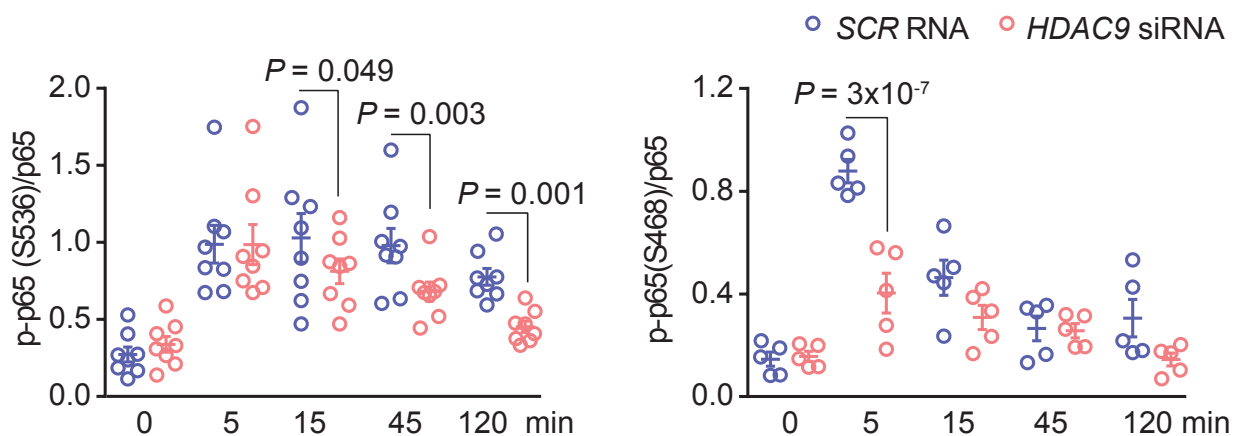 SCR RNA HDAC9 siRNA
p-p65 (S536)/p65
2.0
1.5
1.0
0.5
0.0
P = 0.049
P = 0.003
P = 0.001
0 5 15 45 120 min
p-p65(S468)/p65
1.2
0.8
0.4
0.0
P = 3x10⁻⁷
0 5 15 45 120 min